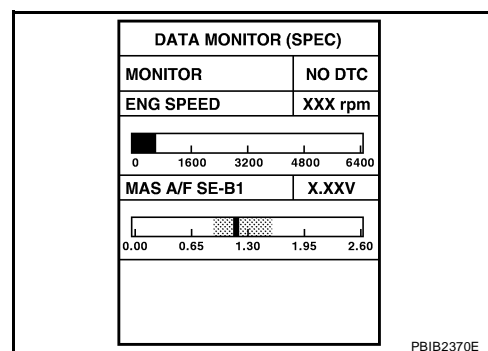 DATA MONITOR (SPEC)
MONITOR NO DTC
ENG SPEED XXX rpm
0 1600 3200 4800 6400
MAS A/F SE-B1 X.XXV
0.00 0.65 1.30 1.95 2.60
PBIB2370E